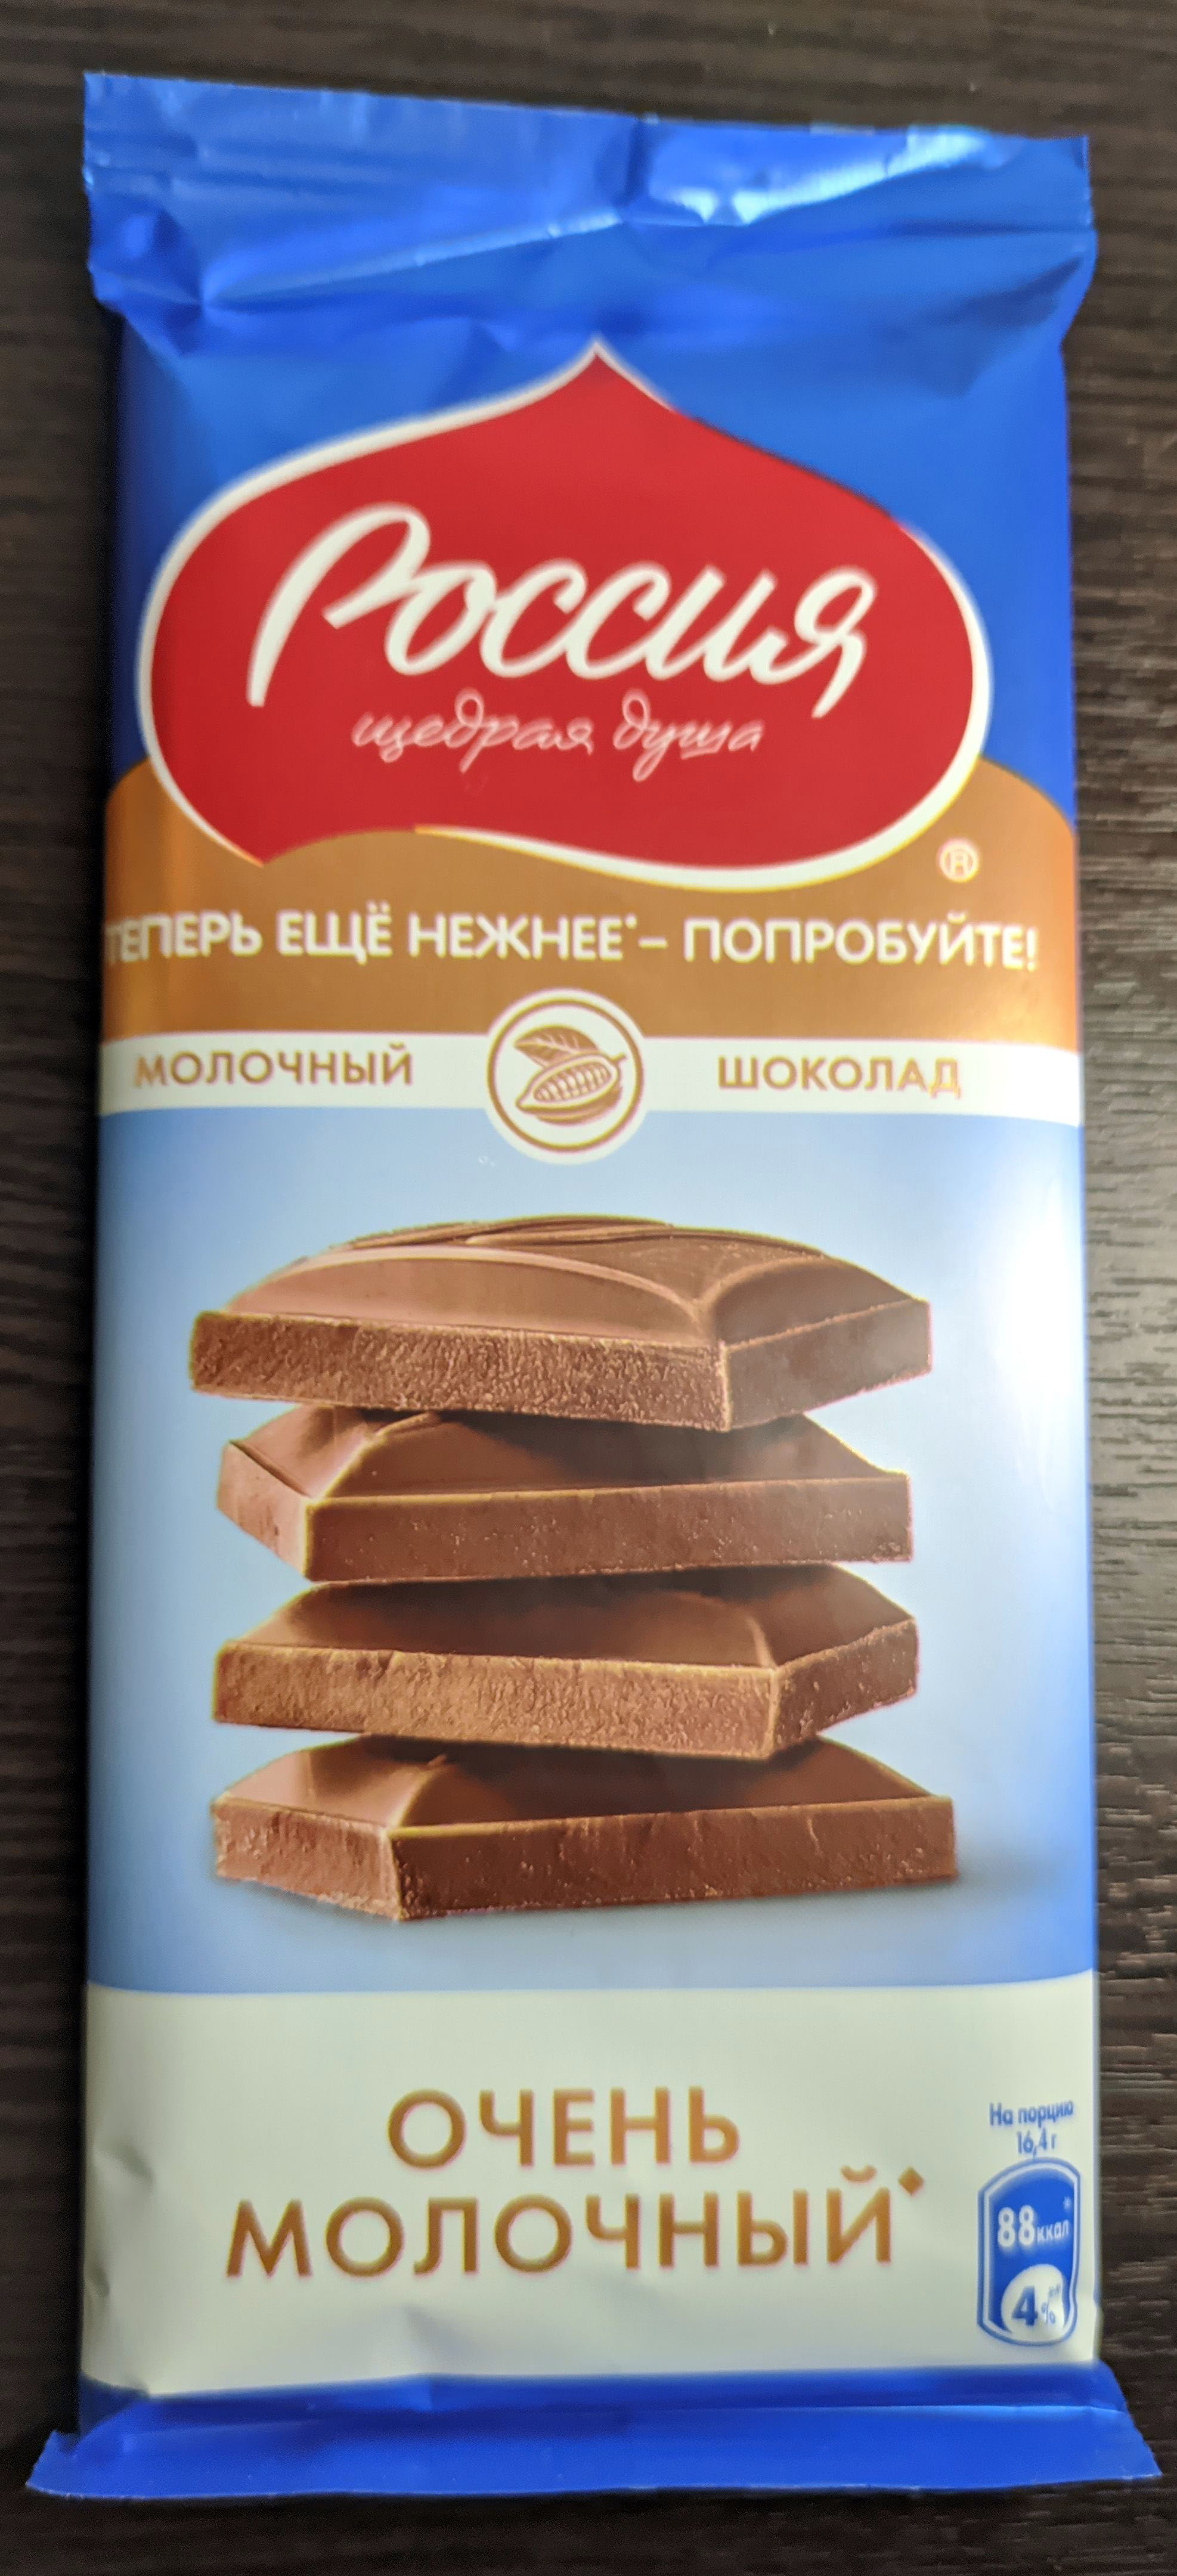 Россия
щедрая душа
®
ТЕПЕРЬ ЕЩЁ НЕЖНЕЕ* – ПОПРОБУЙТЕ!
МОЛОЧНЫЙ ШОКОЛАД
ОЧЕНЬ
МОЛОЧНЫЙ*
На порцию
16,4 г
88 ккал*
4%**